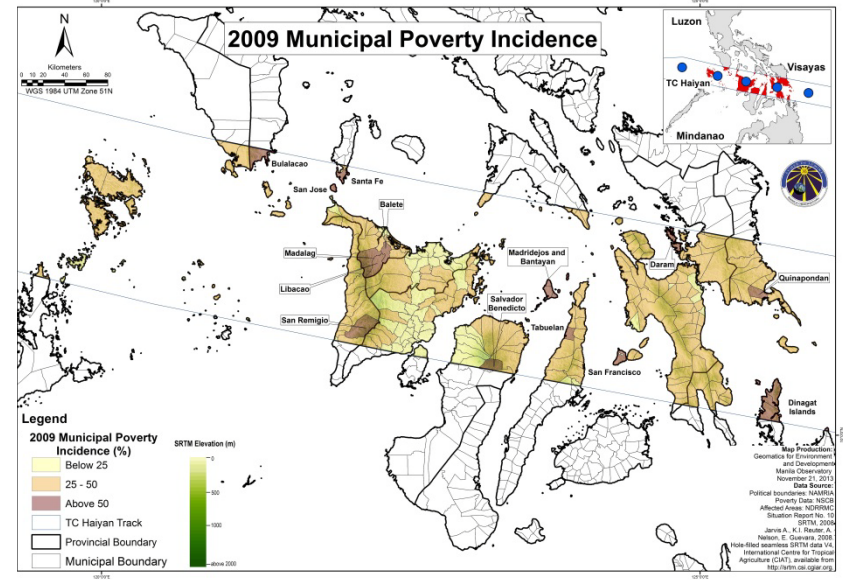 2009 Municipal Poverty Incidence
N
Kilometers
0 10 20 40 60 80
WGS 1984 UTM Zone 51N
Luzon
Visayas
TC Haiyan
Mindanao
Bulalacao
Santa Fe
San Jose
Balete
Madalag
Libacao
San Remigio
Madridejos and
Bantayan
Salvador
Benedicto
Tabuelan
San Francisco
Daram
Quinapondan
Dinagat
Islands
Legend
2009 Municipal Poverty
Incidence (%)
Below 25
25 - 50
Above 50
TC Haiyan Track
Provincial Boundary
Municipal Boundary
SRTM Elevation (m)
0
500
1000
above 2000
Map Production:
Geomatics for Environment
and Development
Manila Observatory
November 21, 2013
Data Source:
Political boundaries: NAMRIA
Poverty Data: NSCB
Affected Areas: NDRRMC
Situation Report No. 10
SRTM, 2008
Jarvis A., K.I. Reuter, A.
Nelson, E. Guevara, 2008.
Hole-filled seamless SRTM data V4,
International Centre for Tropical
Agriculture (CIAT), available from
http://srtm.csi.cgiar.org.